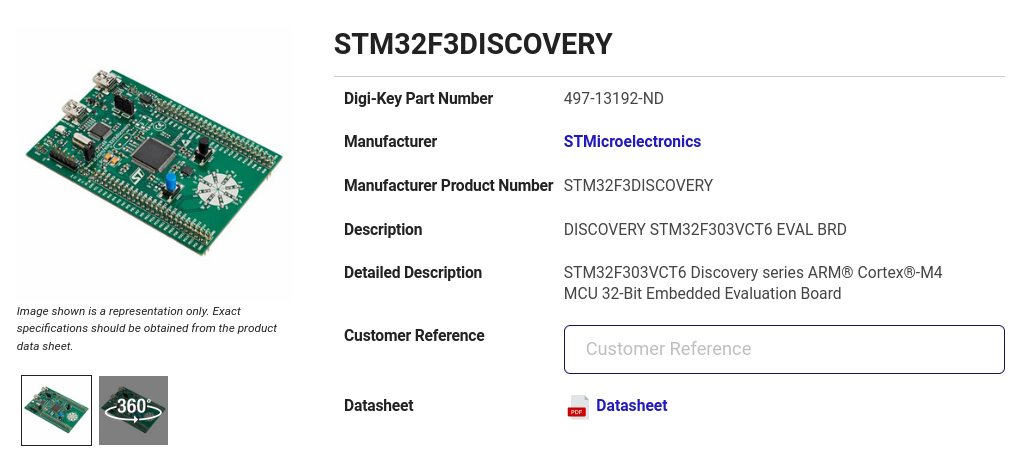 STM32F3DISCOVERY
Digi-Key Part Number 497-13192-ND
Manufacturer STMicroelectronics
Manufacturer Product Number STM32F3DISCOVERY
Description DISCOVERY STM32F303VCT6 EVAL BRD
Detailed Description STM32F303VCT6 Discovery series ARM® Cortex®-M4
MCU 32-Bit Embedded Evaluation Board
Customer Reference Customer Reference
Datasheet PDF Datasheet
Image shown is a representation only. Exact
specifications should be obtained from the product
data sheet.
360°